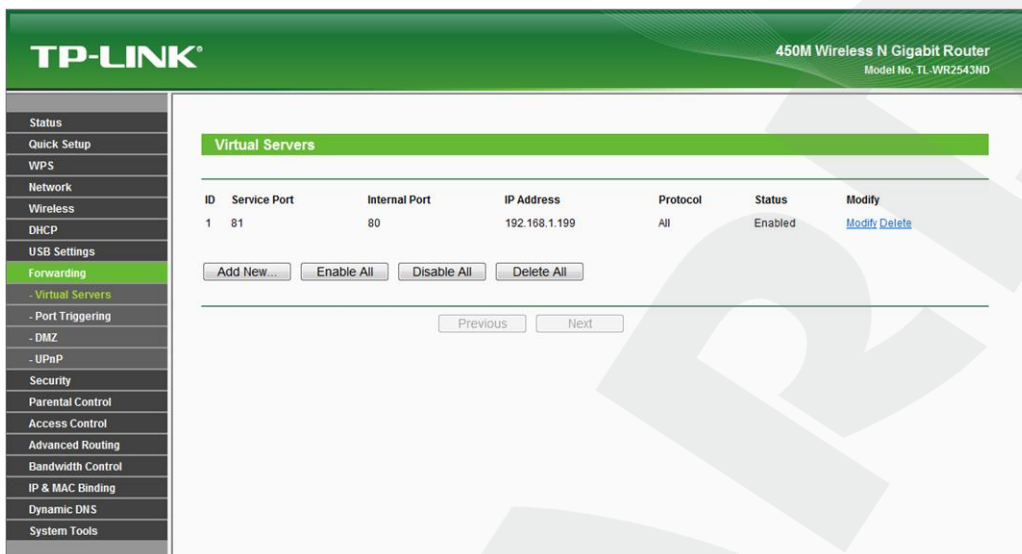 TP-LINK®
450M Wireless N Gigabit Router
Model No. TL-WR2543ND
Status
Quick Setup
WPS
Network
Wireless
DHCP
USB Settings
Forwarding
- Virtual Servers
- Port Triggering
- DMZ
- UPnP
Security
Parental Control
Access Control
Advanced Routing
Bandwidth Control
IP & MAC Binding
Dynamic DNS
System Tools
Virtual Servers
ID Service Port Internal Port IP Address Protocol Status Modify
1 81 80 192.168.1.199 All Enabled Modify Delete
Add New... Enable All Disable All Delete All
Previous Next